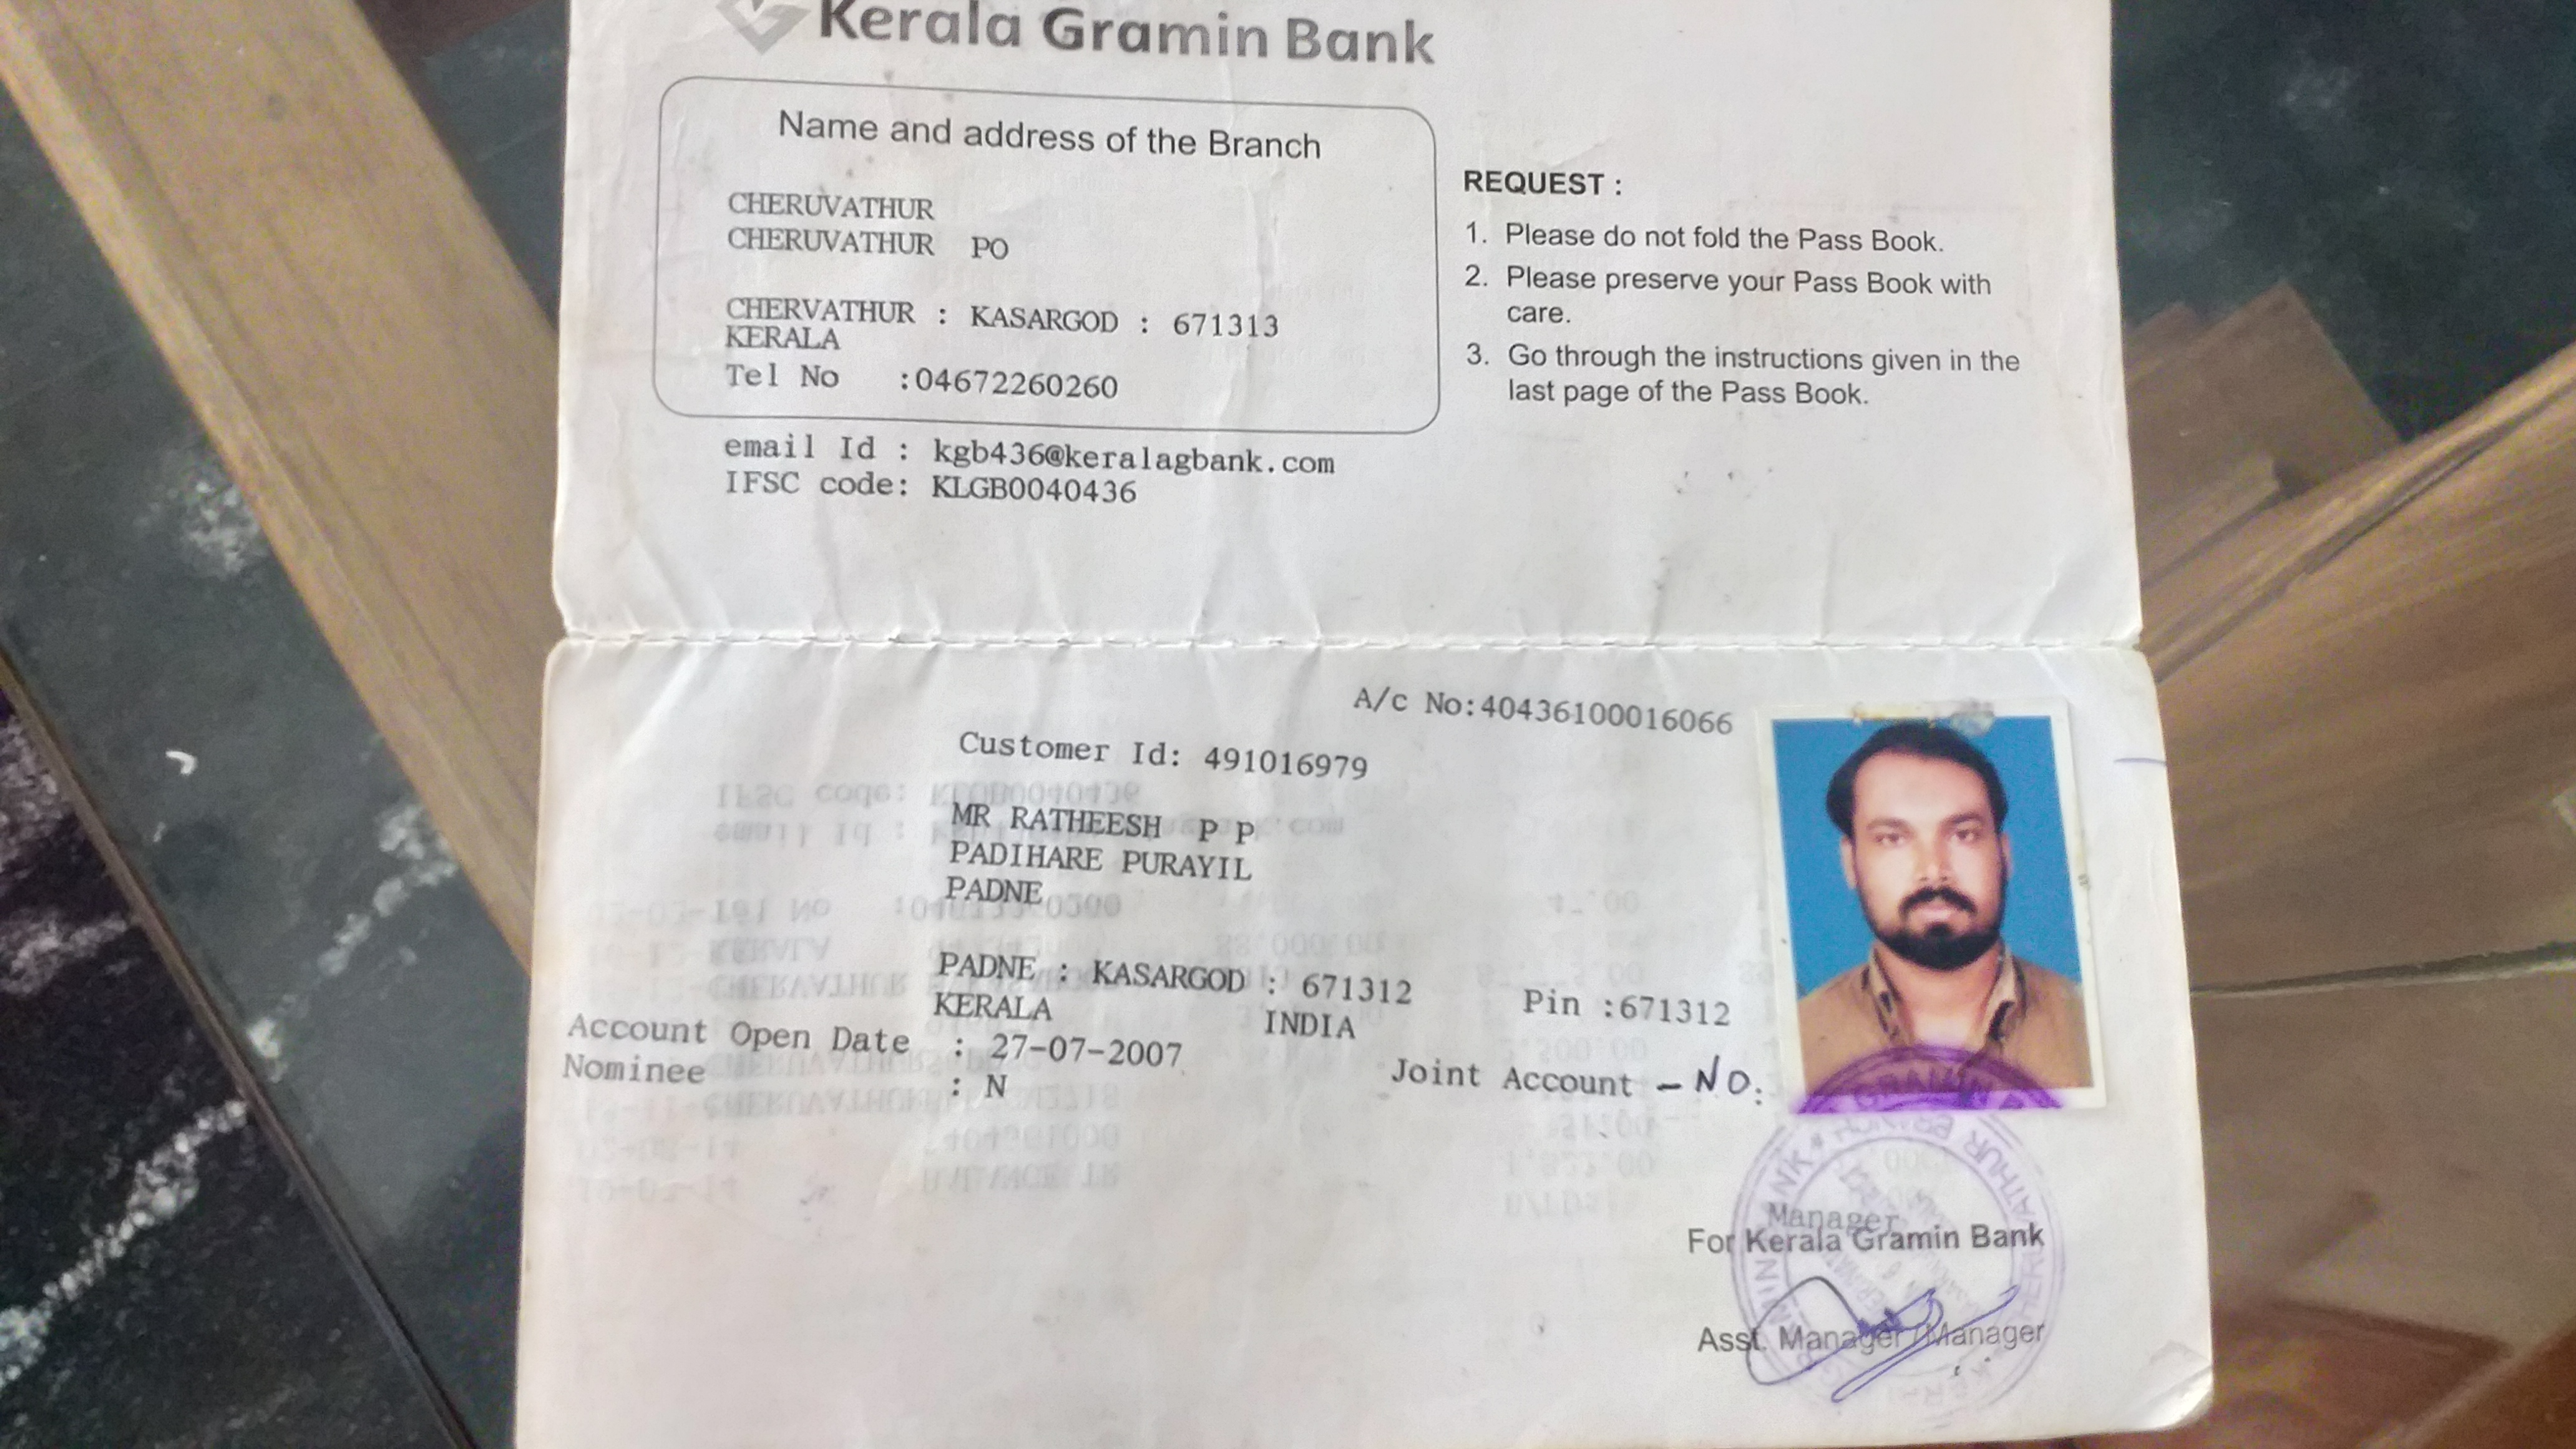 Kerala Gramin Bank
Name and address of the Branch
CHERUVATHUR
CHERUVATHUR PO
CHERVATHUR : KASARGOD : 671313
KERALA
Tel No :04672260260
email Id : kgb436@keralagbank.com
IFSC code: KLGB0040436
REQUEST :
1. Please do not fold the Pass Book.
2. Please preserve your Pass Book with
care.
3. Go through the instructions given in the
last page of the Pass Book.
A/c No:40436100016066
Customer Id: 491016979
MR RATHEESH P P
PADIHARE PURAYIL
PADNE
PADNE : KASARGOD : 671312
KERALA INDIA
Pin :671312
Account Open Date : 27-07-2007
Nominee : N
Joint Account - NO.
Manager
For Kerala Gramin Bank
Asst. Manager/Manager